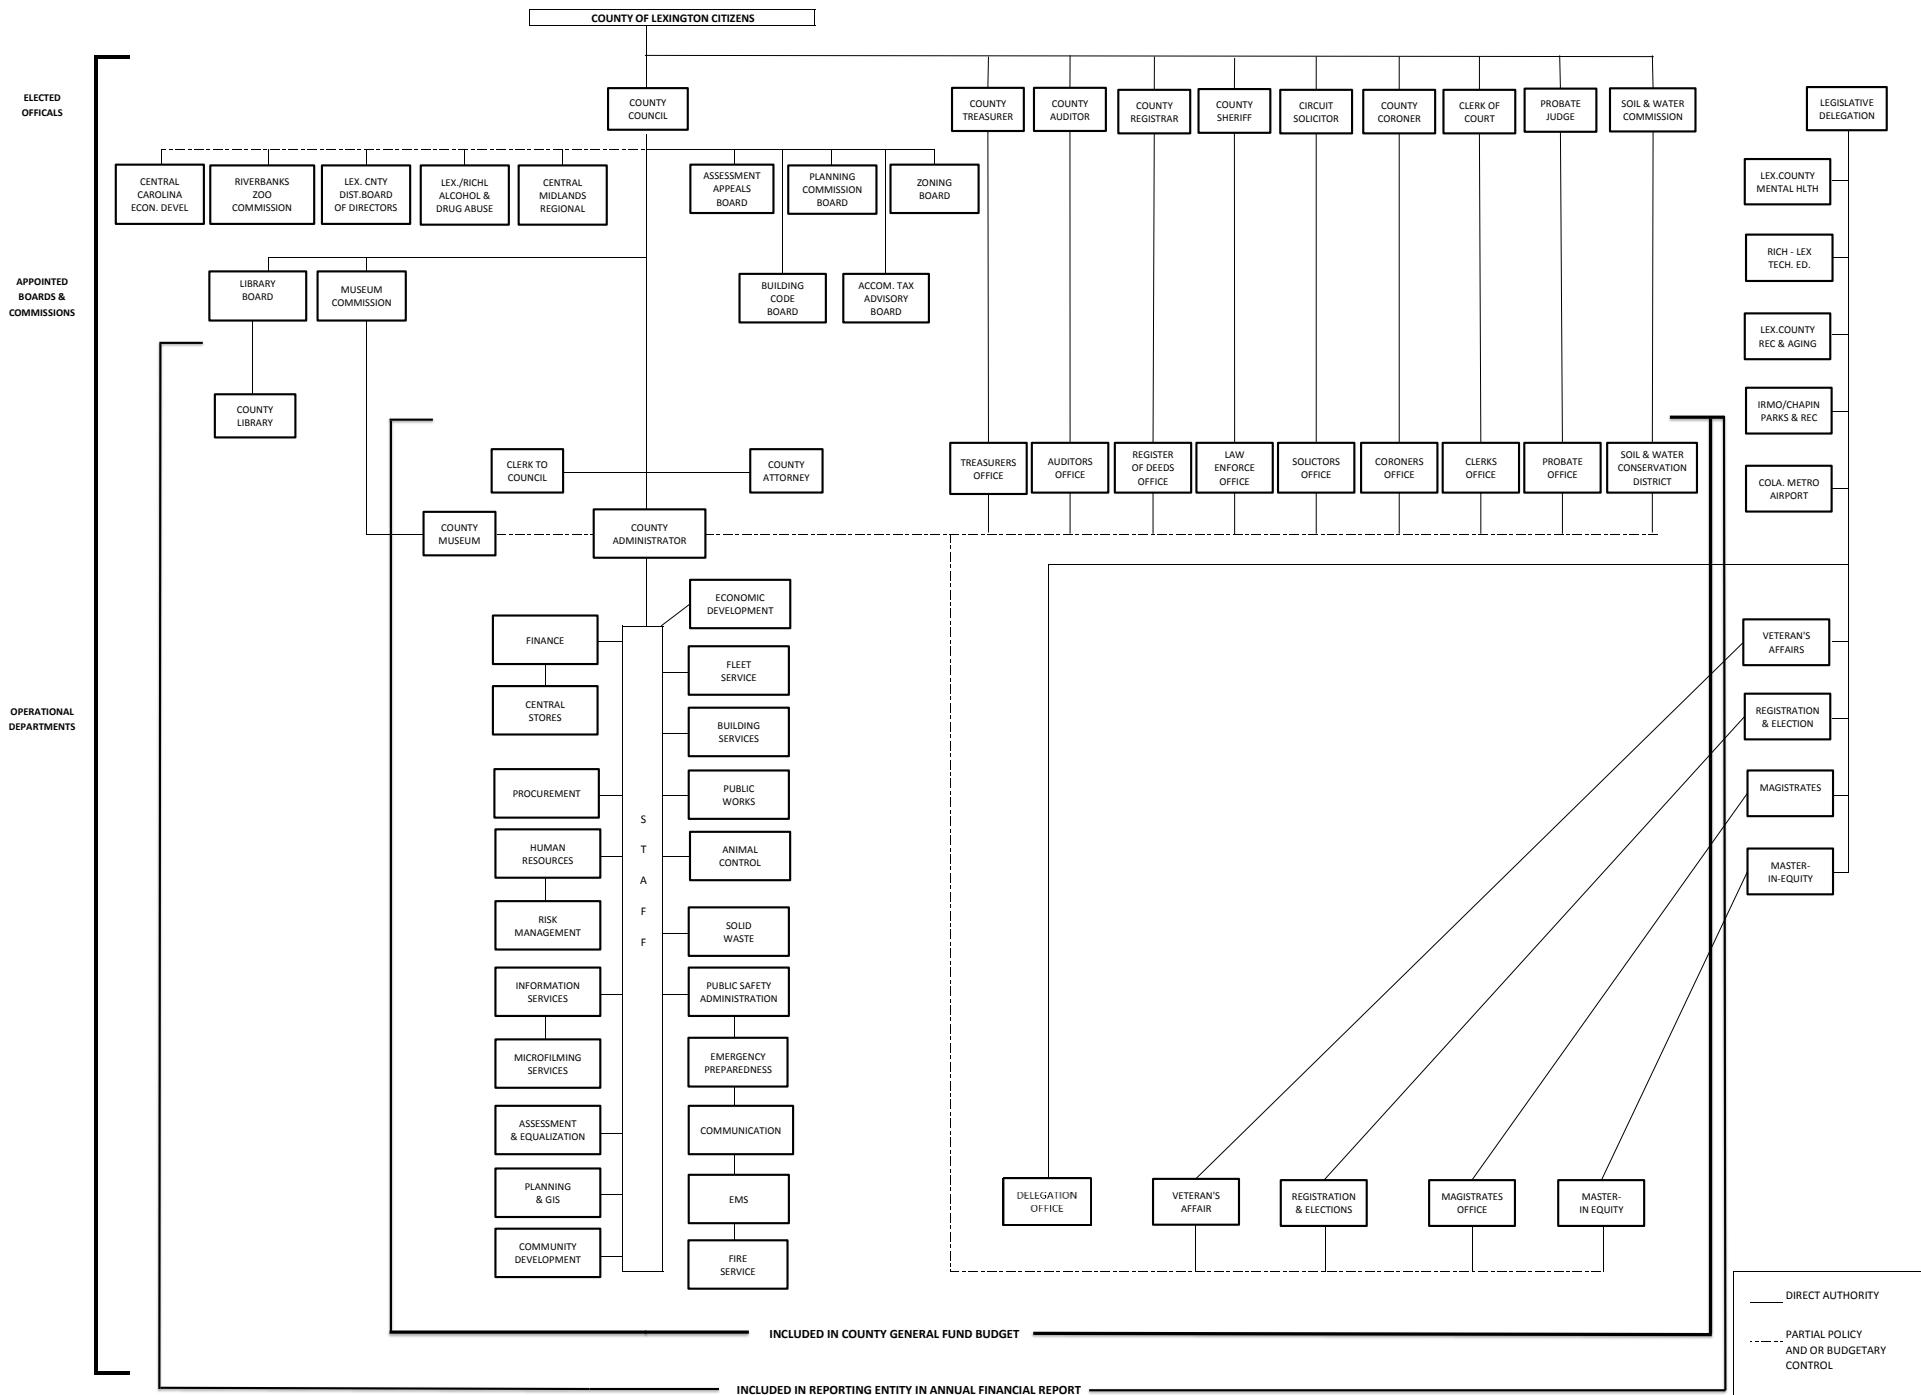 COUNTY OF LEXINGTON CITIZENS
ELECTED
OFFICALS
COUNTY
COUNCIL
COUNTY
TREASURER
COUNTY
AUDITOR
COUNTY
REGISTRAR
COUNTY
SHERIFF
CIRCUIT
SOLICITOR
COUNTY
CORONER
CLERK OF
COURT
PROBATE
JUDGE
SOIL & WATER
COMMISSION
LEGISLATIVE
DELEGATION
CENTRAL
CAROLINA
ECON. DEVEL
RIVERBANKS
ZOO
COMMISSION
LEX. CNTY
DIST.BOARD
OF DIRECTORS
LEX./RICHL
ALCOHOL &
DRUG ABUSE
CENTRAL
MIDLANDS
REGIONAL
ASSESSMENT
APPEALS
BOARD
PLANNING
COMMISSION
BOARD
ZONING
BOARD
LEX.COUNTY
MENTAL HLTH
RICH - LEX
TECH. ED.
APPOINTED
BOARDS &
COMMISSIONS
LIBRARY
BOARD
MUSEUM
COMMISSION
BUILDING
CODE
BOARD
ACCOM. TAX
ADVISORY
BOARD
LEX.COUNTY
REC & AGING
COUNTY
LIBRARY
IRMO/CHAPIN
PARKS & REC
CLERK TO
COUNCIL
COUNTY
ATTORNEY
TREASURERS
OFFICE
AUDITORS
OFFICE
REGISTER
OF DEEDS
OFFICE
LAW
ENFORCE
OFFICE
SOLICTORS
OFFICE
CORONERS
OFFICE
CLERKS
OFFICE
PROBATE
OFFICE
SOIL & WATER
CONSERVATION
DISTRICT
COLA. METRO
AIRPORT
COUNTY
MUSEUM
COUNTY
ADMINISTRATOR
OPERATIONAL
DEPARTMENTS
FINANCE
CENTRAL
STORES
PROCUREMENT
HUMAN
RESOURCES
RISK
MANAGEMENT
INFORMATION
SERVICES
MICROFILMING
SERVICES
ASSESSMENT
& EQUALIZATION
PLANNING
& GIS
COMMUNITY
DEVELOPMENT
S
T
A
F
F
ECONOMIC
DEVELOPMENT
FLEET
SERVICE
BUILDING
SERVICES
PUBLIC
WORKS
ANIMAL
CONTROL
SOLID
WASTE
PUBLIC SAFETY
ADMINISTRATION
EMERGENCY
PREPAREDNESS
COMMUNICATION
EMS
FIRE
SERVICE
VETERAN'S
AFFAIRS
REGISTRATION
& ELECTION
MAGISTRATES
MASTER-
IN-EQUITY
DELEGATION
OFFICE
VETERAN'S
AFFAIR
REGISTRATION
& ELECTIONS
MAGISTRATES
OFFICE
MASTER-
IN EQUITY
DIRECT AUTHORITY
PARTIAL POLICY
AND OR BUDGETARY
CONTROL
INCLUDED IN COUNTY GENERAL FUND BUDGET
INCLUDED IN REPORTING ENTITY IN ANNUAL FINANCIAL REPORT